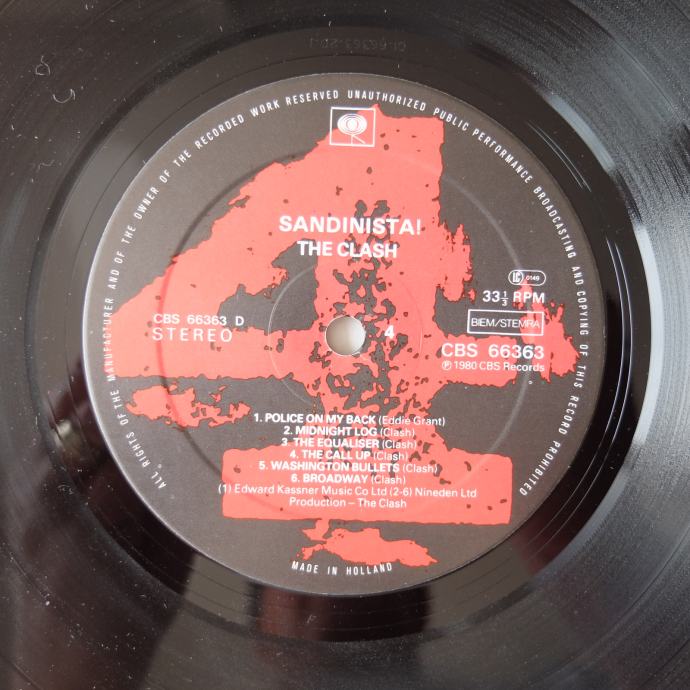 ALL RIGHTS OF THE MANUFACTURER AND OF THE OWNER OF THE RECORDED WORK RESERVED UNAUTHORIZED PUBLIC PERFORMANCE BROADCASTING AND COPYING OF THIS RECORD PROHIBITED
SANDINISTA!
THE CLASH
LC 0149
33⅓ RPM
BIEM/STEMRA
CBS 66363 D
STEREO
4
CBS 66363
℗ 1980 CBS Records
1. POLICE ON MY BACK (Eddie Grant)
2. MIDNIGHT LOG (Clash)
3. THE EQUALISER (Clash)
4. THE CALL UP (Clash)
5. WASHINGTON BULLETS (Clash)
6. BROADWAY (Clash)
(1) Edward Kassner Music Co Ltd (2-6) Nineden Ltd
Production – The Clash
MADE IN HOLLAND